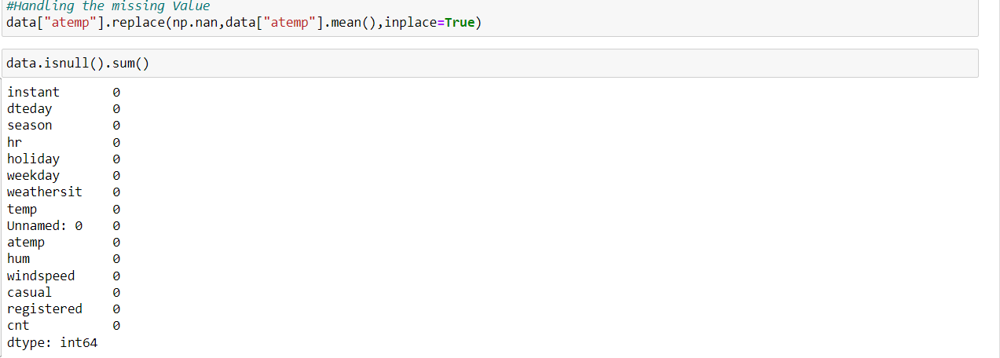 #Handling the missing Value
data["atemp"].replace(np.nan,data["atemp"].mean(),inplace=True)
data.isnull().sum()
instant 0
dteday 0
season 0
hr 0
holiday 0
weekday 0
weathersit 0
temp 0
Unnamed: 0 0
atemp 0
hum 0
windspeed 0
casual 0
registered 0
cnt 0
dtype: int64